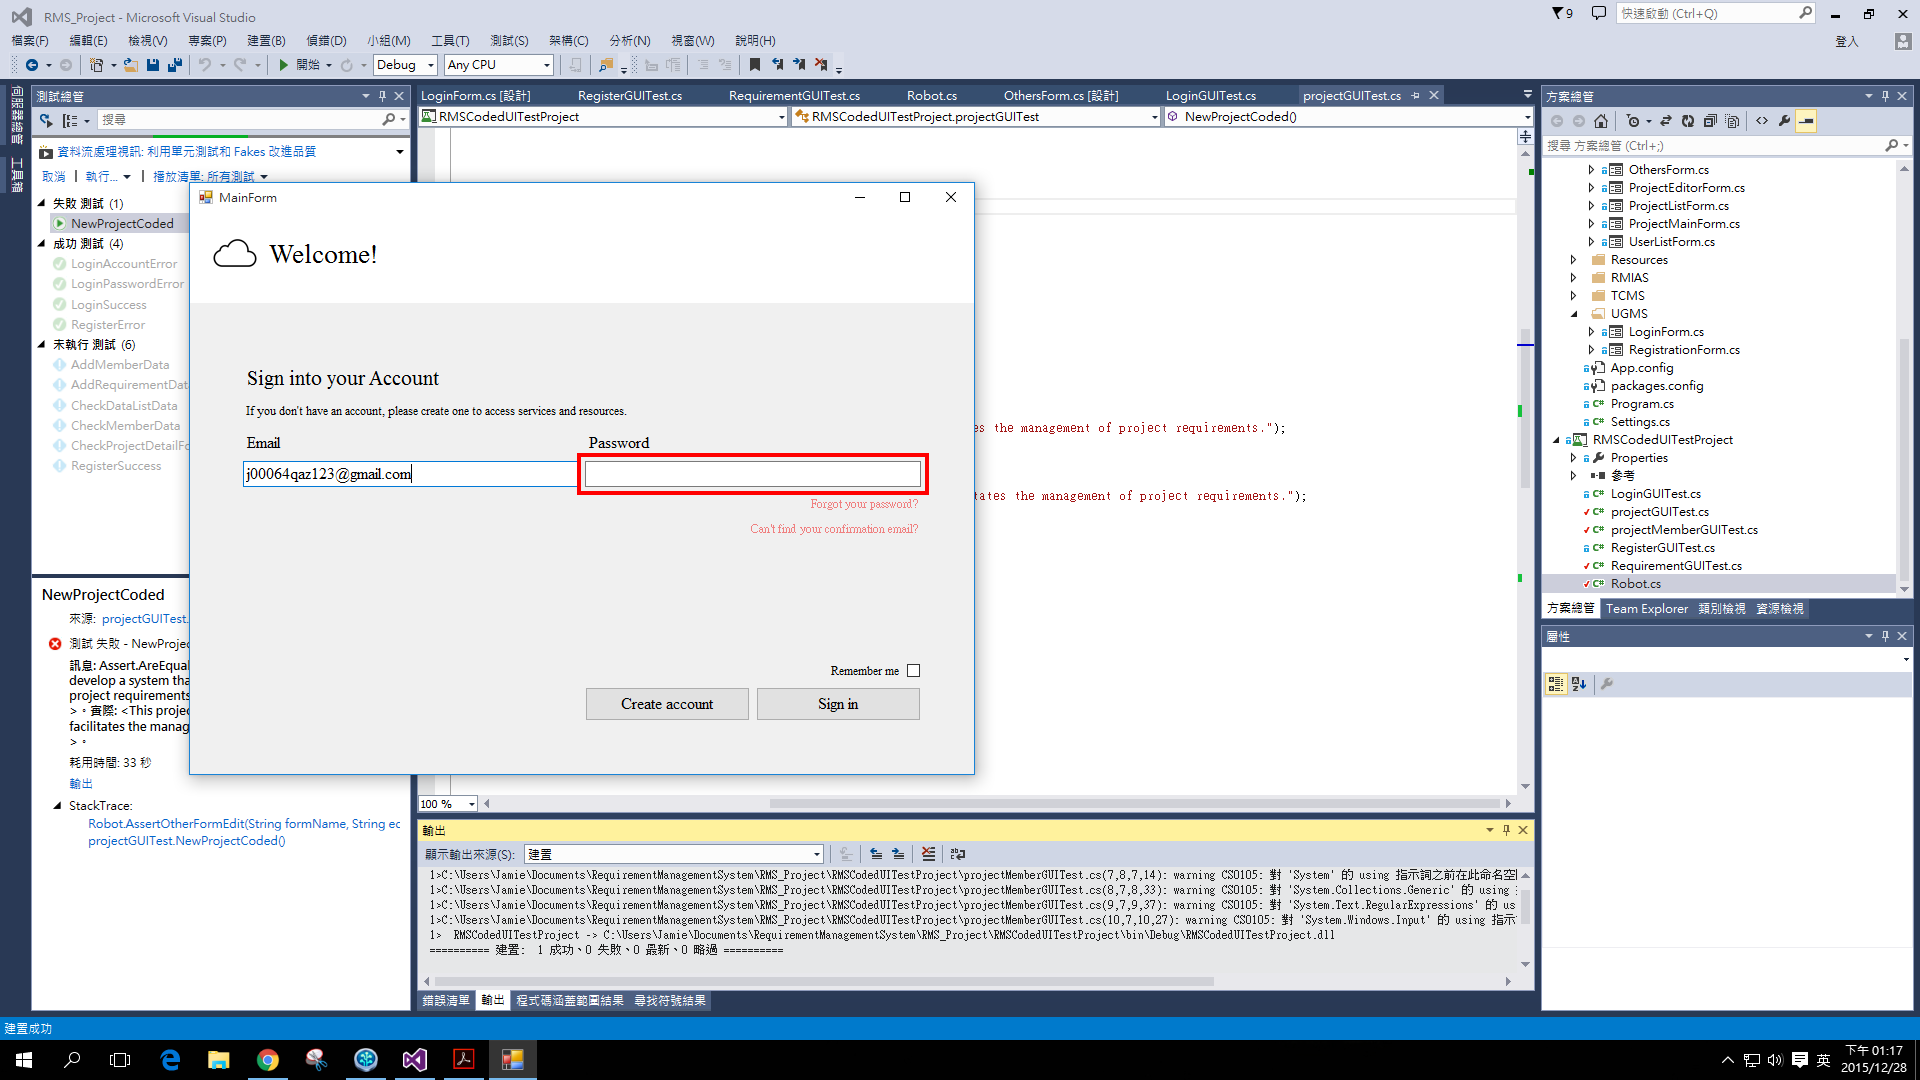 RMS_Project - Microsoft Visual Studio
9
快速啟動 (Ctrl+Q)
檔案(F) 編輯(E) 檢視(V) 專案(P) 建置(B) 偵錯(D) 小組(M) 工具(T) 測試(S) 架構(C) 分析(N) 視窗(W) 說明(H)
登入
開始 Debug Any CPU
伺服器總管
工具箱
測試總管
搜尋
資料流處理視訊: 利用單元測試和 Fakes 改進品質
取消 執行... 播放清單: 所有測試
失敗 測試 (1)
NewProjectCoded
成功 測試 (4)
LoginAccountError
LoginPasswordError
LoginSuccess
RegisterError
未執行 測試 (6)
AddMemberData
AddRequirementData
CheckDataListData
CheckMemberData
CheckProjectDetailFo
RegisterSuccess
NewProjectCoded
來源: projectGUITest.
測試 失敗 - NewProjec
訊息: Assert.AreEqual
develop a system tha
project requirements
> 。實際: <This projec
facilitates the manag
> 。
耗用時間: 33 秒
輸出
StackTrace:
Robot.AssertOtherFormEdit(String formName, String ec
projectGUITest.NewProjectCoded()
LoginForm.cs [設計] RegisterGUITest.cs RequirementGUITest.cs Robot.cs OthersForm.cs [設計] LoginGUITest.cs projectGUITest.cs
RMSCodedUITestProject RMSCodedUITestProject.projectGUITest NewProjectCoded()
es the management of project requirements.");
tates the management of project requirements.");
100 %
MainForm
Welcome!
Sign into your Account
If you don't have an account, please create one to access services and resources.
Email Password
j00064qaz123@gmail.com
Forgot your password?
Can't find your confirmation email?
Remember me
Create account Sign in
輸出
顯示輸出來源(S): 建置
1>C:\Users\Jamie\Documents\RequirementManagementSystem\RMS_Project\RMSCodedUITestProject\projectMemberGUITest.cs(7,8,7,14): warning CS0105: 對 'System' 的 using 指示詞之前在此命名空
1>C:\Users\Jamie\Documents\RequirementManagementSystem\RMS_Project\RMSCodedUITestProject\projectMemberGUITest.cs(8,7,8,33): warning CS0105: 對 'System.Collections.Generic' 的 using
1>C:\Users\Jamie\Documents\RequirementManagementSystem\RMS_Project\RMSCodedUITestProject\projectMemberGUITest.cs(9,7,9,37): warning CS0105: 對 'System.Text.RegularExpressions' 的 us
1>C:\Users\Jamie\Documents\RequirementManagementSystem\RMS_Project\RMSCodedUITestProject\projectMemberGUITest.cs(10,7,10,27): warning CS0105: 對 'System.Windows.Input' 的 using 指示
1> RMSCodedUITestProject -> C:\Users\Jamie\Documents\RequirementManagementSystem\RMS_Project\RMSCodedUITestProject\bin\Debug\RMSCodedUITestProject.dll
========== 建置: 1 成功、0 失敗、0 最新、0 略過 ==========
錯誤清單 輸出 程式碼涵蓋範圍結果 尋找符號結果
方案總管
搜尋 方案總管 (Ctrl+;)
OthersForm.cs
ProjectEditorForm.cs
ProjectListForm.cs
ProjectMainForm.cs
UserListForm.cs
Resources
RMIAS
TCMS
UGMS
LoginForm.cs
RegistrationForm.cs
App.config
packages.config
Program.cs
Settings.cs
RMSCodedUITestProject
Properties
參考
LoginGUITest.cs
projectGUITest.cs
projectMemberGUITest.cs
RegisterGUITest.cs
RequirementGUITest.cs
Robot.cs
方案總管 Team Explorer 類別檢視 資源檢視
屬性
建置成功
英
下午 01:17
2015/12/28